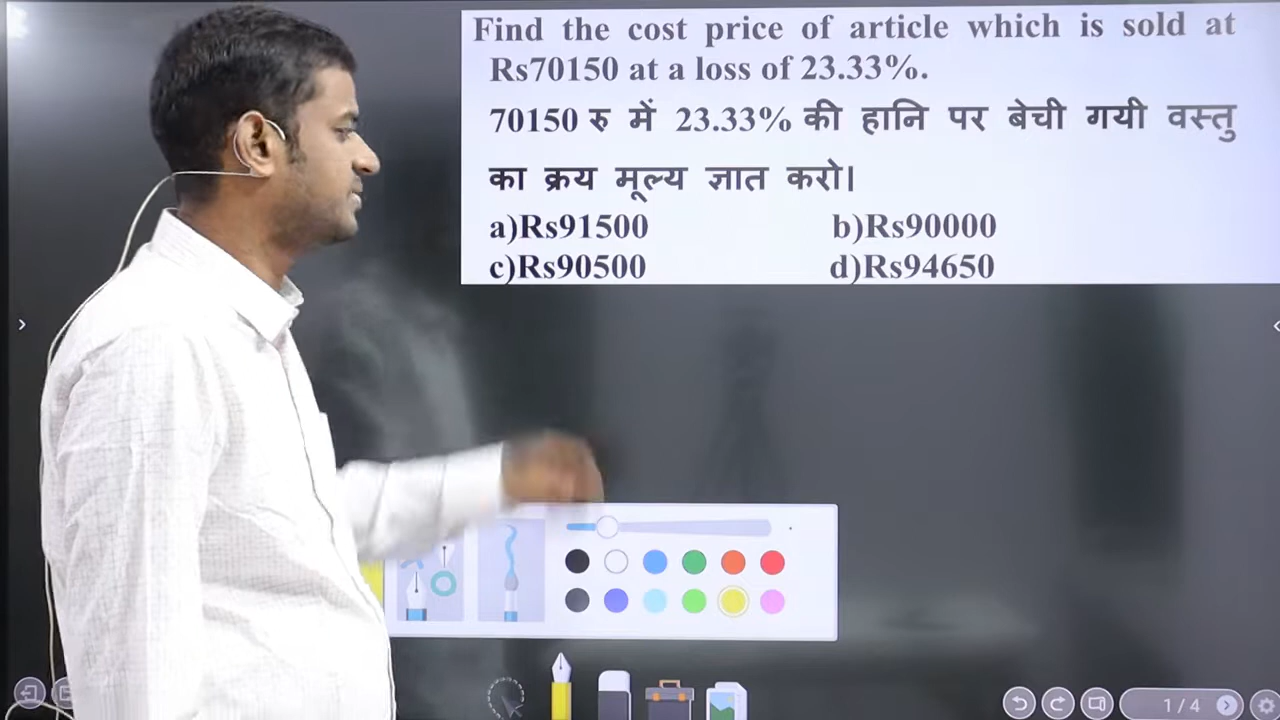 Find the cost price of article which is sold at
Rs70150 at a loss of 23.33%.
70150 रु में 23.33% की हानि पर बेची गयी वस्तु
का क्रय मूल्य ज्ञात करो।
a)Rs91500 b)Rs90000
c)Rs90500 d)Rs94650
1 / 4